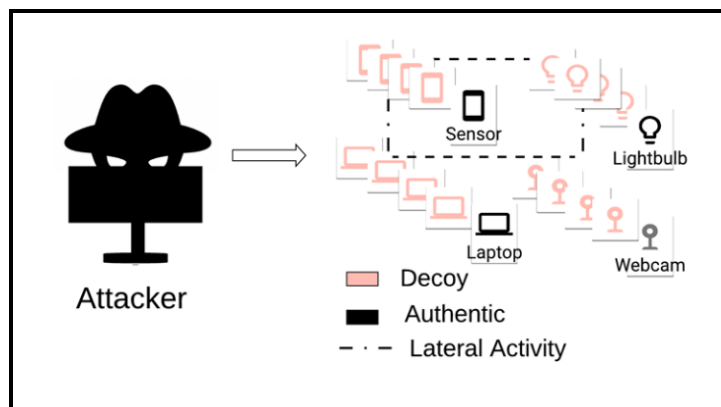 Sensor
Lightbulb
Laptop
Webcam
Attacker
Decoy
Authentic
Lateral Activity